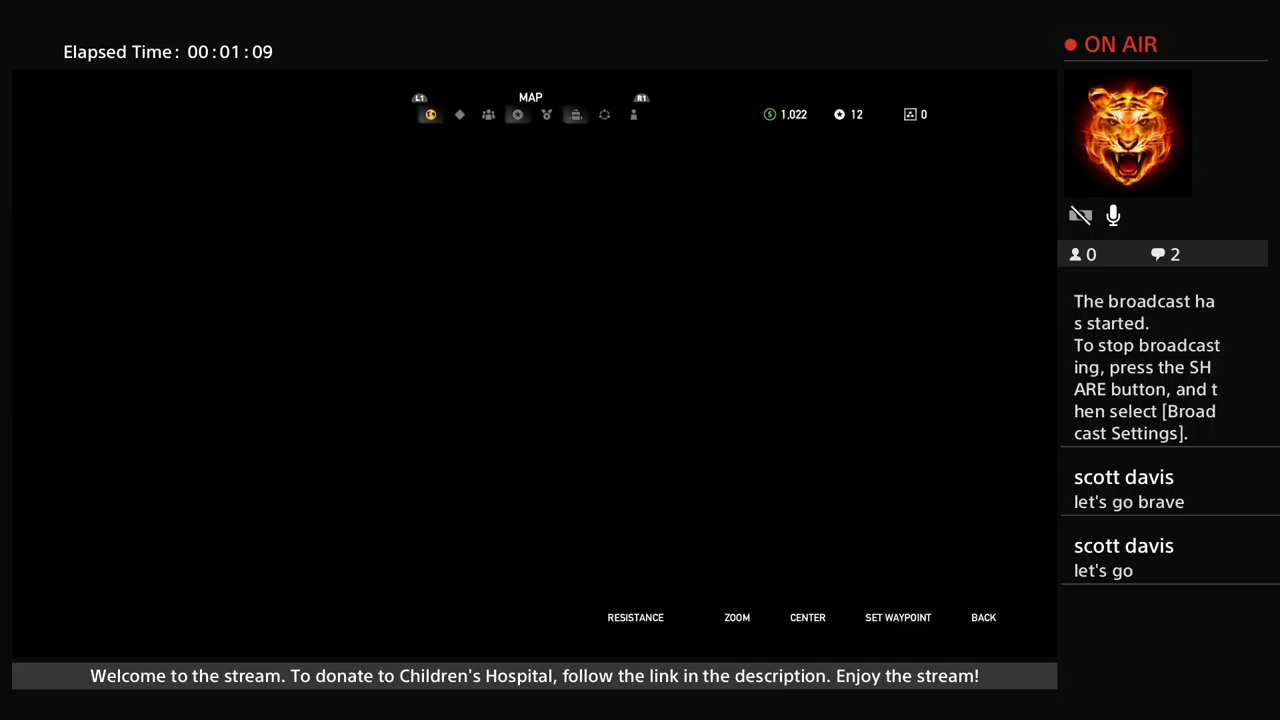 Elapsed Time: 00:01:09
ON AIR
L1
MAP
R1
1,022
12
0
0
2
The broadcast ha
s started.
To stop broadcast
ing, press the SH
ARE button, and t
hen select [Broad
cast Settings].
scott davis
let's go brave
scott davis
let's go
RESISTANCE
ZOOM
CENTER
SET WAYPOINT
BACK
Welcome to the stream. To donate to Children's Hospital, follow the link in the description. Enjoy the stream!